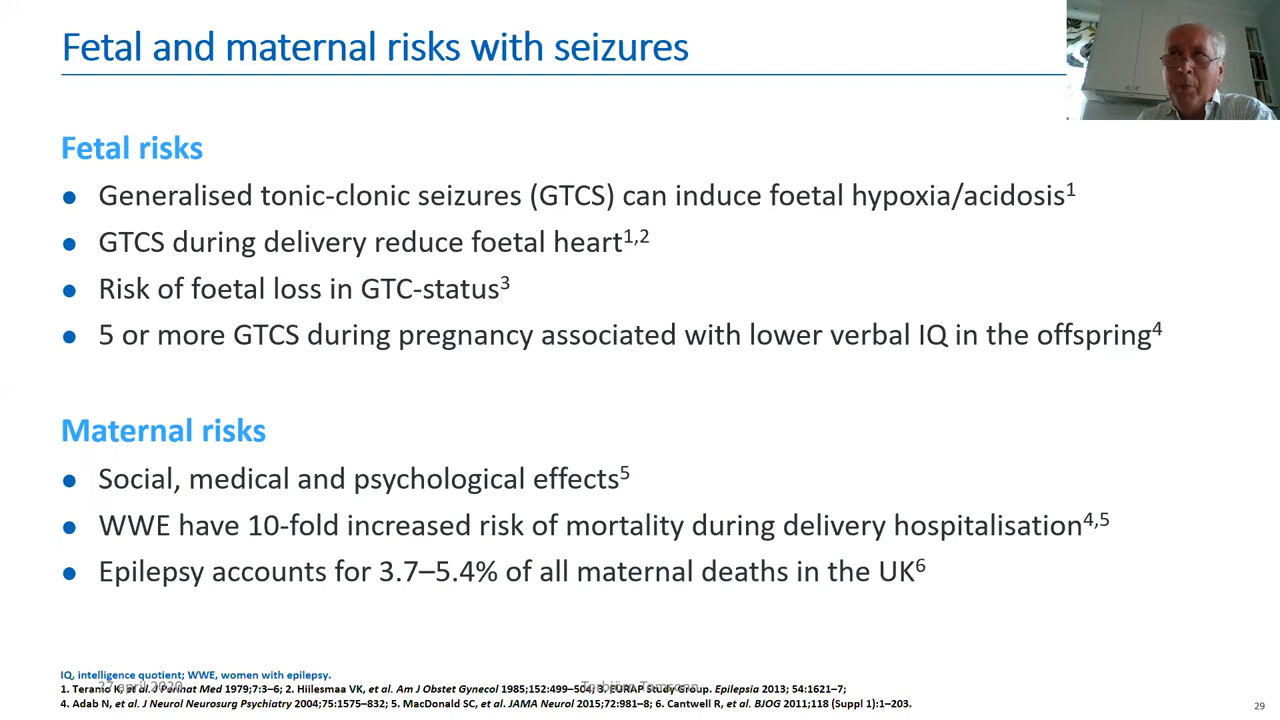 Fetal and maternal risks with seizures
Fetal risks
● Generalised tonic-clonic seizures (GTCS) can induce foetal hypoxia/acidosis¹
● GTCS during delivery reduce foetal heart¹,²
● Risk of foetal loss in GTC-status³
● 5 or more GTCS during pregnancy associated with lower verbal IQ in the offspring⁴
Maternal risks
● Social, medical and psychological effects⁵
● WWE have 10-fold increased risk of mortality during delivery hospitalisation⁴,⁵
● Epilepsy accounts for 3.7–5.4% of all maternal deaths in the UK⁶
IQ, intelligence quotient; WWE, women with epilepsy.
1. Teramo K, et al. J Perinat Med 1979;7:3–6; 2. Hiilesmaa VK, et al. Am J Obstet Gynecol 1985;152:499–504; 3. EURAP Study Group. Epilepsia 2013; 54:1621–7;
27 april 2020
Torbjörn Tomson
4. Adab N, et al. J Neurol Neurosurg Psychiatry 2004;75:1575–832; 5. MacDonald SC, et al. JAMA Neurol 2015;72:981–8; 6. Cantwell R, et al. BJOG 2011;118 (Suppl 1):1–203.
29